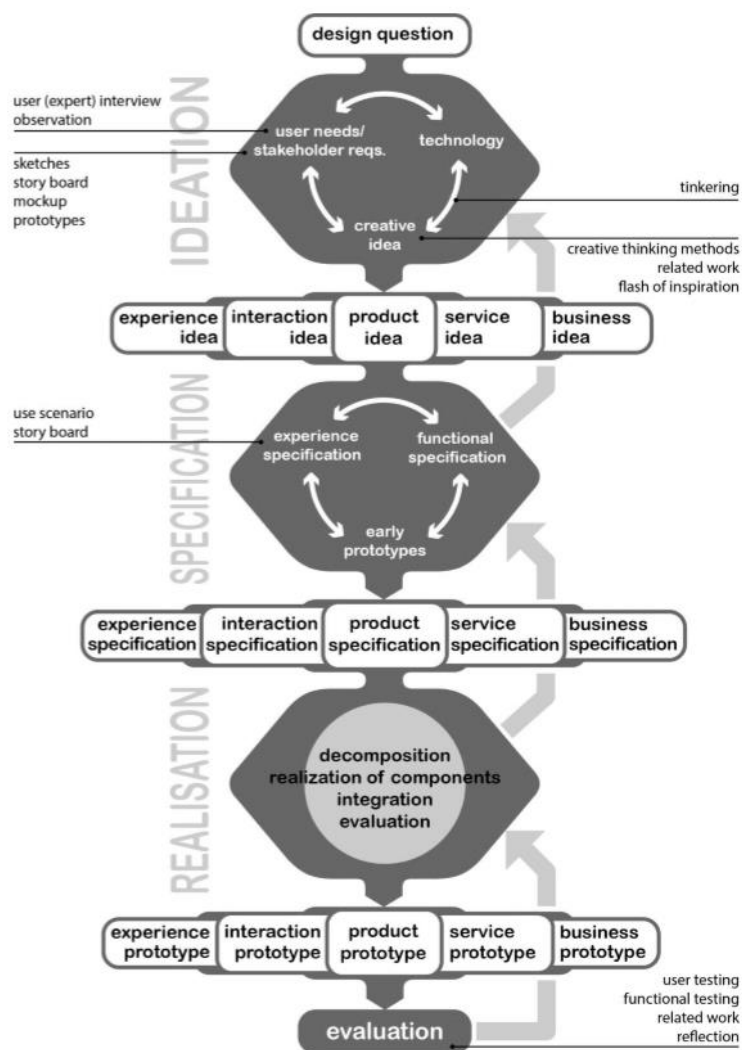 design question
IDEATION
user (expert) interview
observation
sketches
story board
mockup
prototypes
user needs/
stakeholder reqs.
technology
creative
idea
tinkering
creative thinking methods
related work
flash of inspiration
experience
idea
interaction
idea
product
idea
service
idea
business
idea
SPECIFICATION
use scenario
story board
experience
specification
functional
specification
early
prototypes
experience
specification
interaction
specification
product
specification
service
specification
business
specification
REALISATION
decomposition
realization of components
integration
evaluation
experience
prototype
interaction
prototype
product
prototype
service
prototype
business
prototype
evaluation
user testing
functional testing
related work
reflection